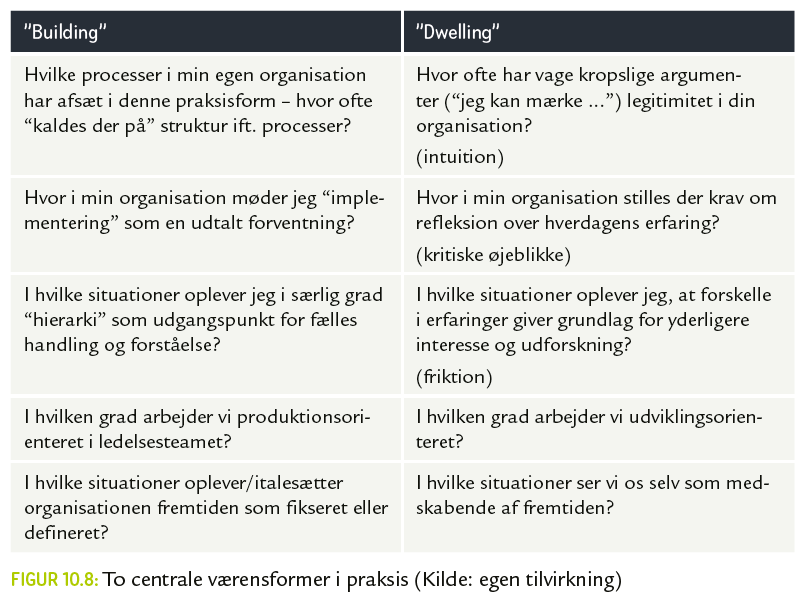 "Building"
"Dwelling"
Hvilke processer i min egen organisation
har afsæt i denne praksisform – hvor ofte
“kaldes der på” struktur ift. processer?
Hvor ofte har vage kropslige argumen-
ter (“jeg kan mærke ...”) legitimitet i din
organisation?
(intuition)
Hvor i min organisation møder jeg “imple-
mentering” som en udtalt forventning?
Hvor i min organisation stilles der krav om
refleksion over hverdagens erfaring?
(kritiske øjeblikke)
I hvilke situationer oplever jeg i særlig grad
“hierarki” som udgangspunkt for fælles
handling og forståelse?
I hvilke situationer oplever jeg, at forskelle
i erfaringer giver grundlag for yderligere
interesse og udforskning?
(friktion)
I hvilken grad arbejder vi produktionsori-
enteret i ledelsesteamet?
I hvilken grad arbejder vi udviklingsorien-
teret?
I hvilke situationer oplever/italesætter
organisationen fremtiden som fikseret eller
defineret?
I hvilke situationer ser vi os selv som med-
skabende af fremtiden?
FIGUR 10.8: To centrale værensformer i praksis (Kilde: egen tilvirkning)